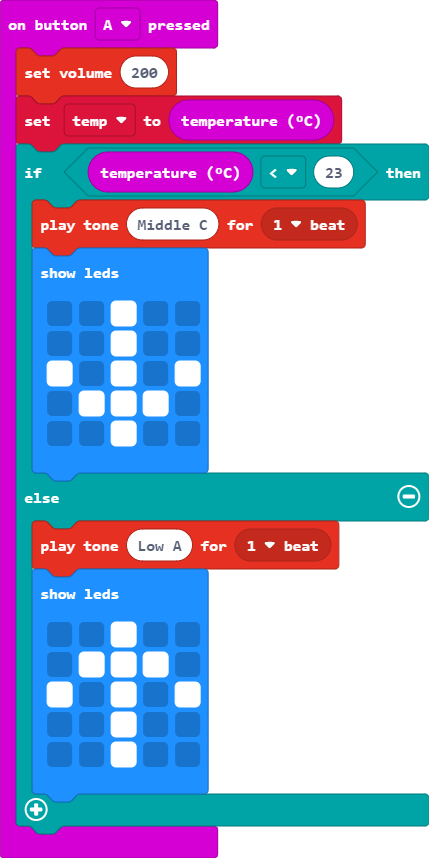 on button A pressed
set volume 200
set temp to temperature (ºC)
if temperature (ºC) < 23 then
play tone Middle C for 1 beat
show leds
else
play tone Low A for 1 beat
show leds